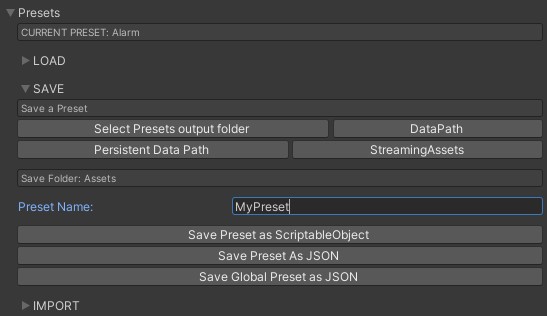 Presets
CURRENT PRESET: Alarm
LOAD
SAVE
Save a Preset
Select Presets output folder DataPath
Persistent Data Path StreamingAssets
Save Folder: Assets
Preset Name: MyPreset
Save Preset as ScriptableObject
Save Preset As JSON
Save Global Preset as JSON
IMPORT